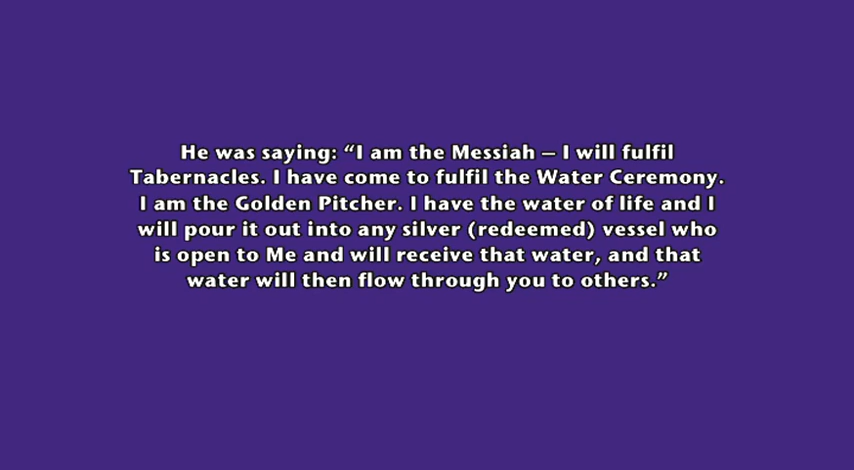 He was saying: “I am the Messiah – I will fulfil
Tabernacles. I have come to fulfil the Water Ceremony.
I am the Golden Pitcher. I have the water of life and I
will pour it out into any silver (redeemed) vessel who
is open to Me and will receive that water, and that
water will then flow through you to others.”